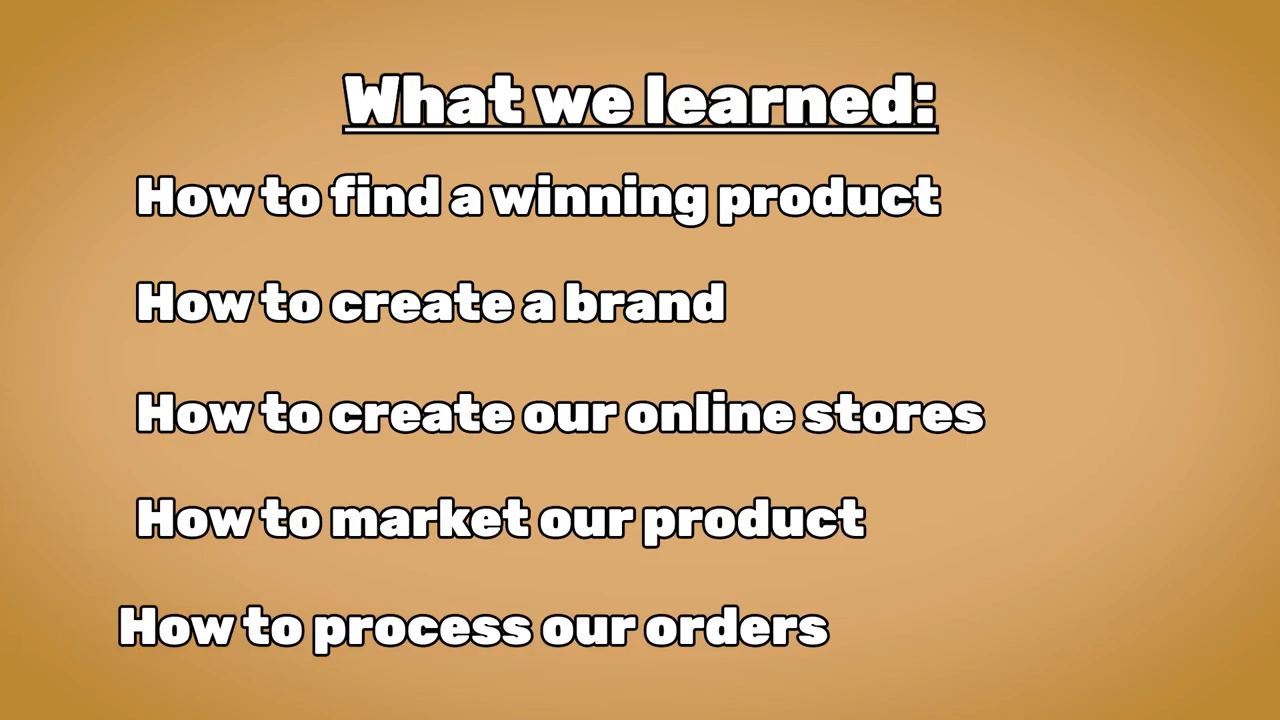 What we learned:
How to find a winning product
How to create a brand
How to create our online stores
How to market our product
How to process our orders